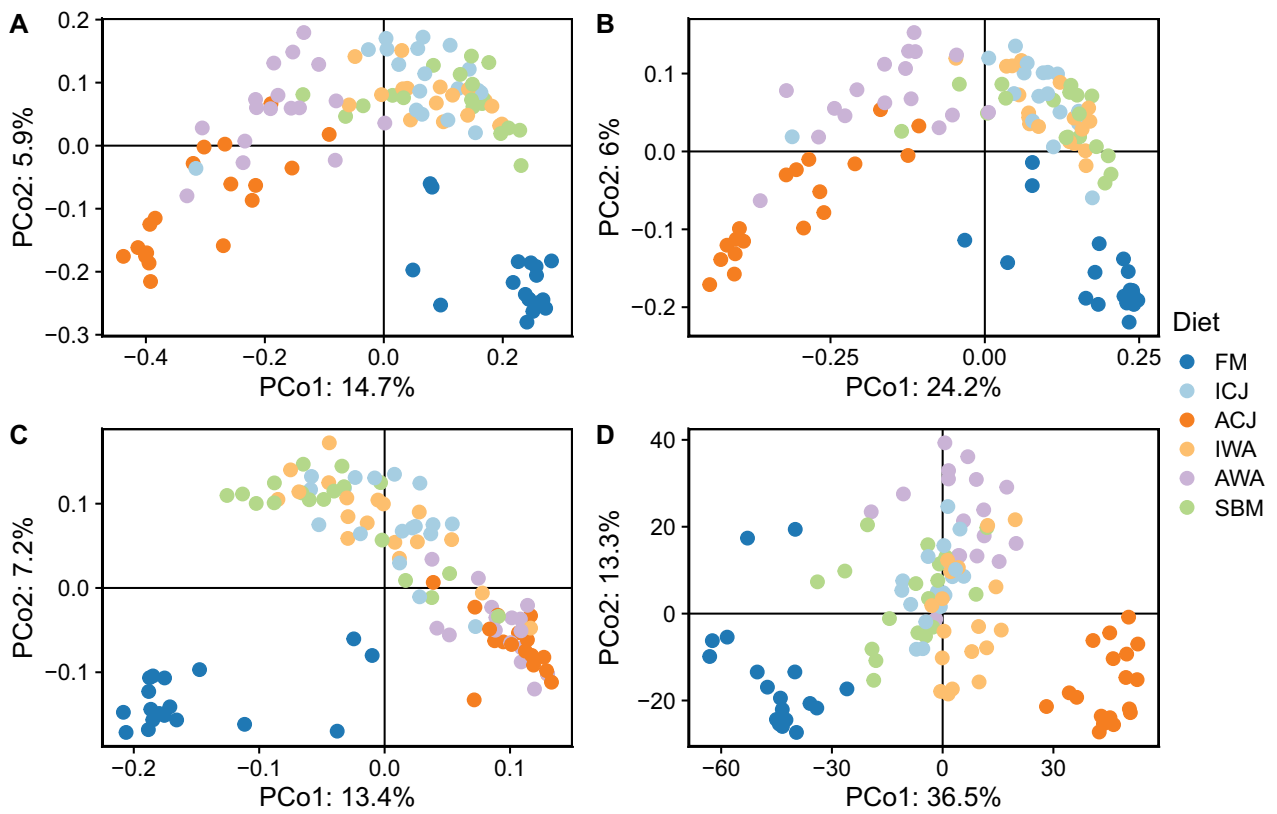 A
0.2
0.1
0.0
−0.1
−0.2
−0.3
PCo2: 5.9%
−0.4
−0.2
0.0
0.2
PCo1: 14.7%
B
0.1
0.0
−0.1
−0.2
PCo2: 6%
−0.25
0.00
0.25
PCo1: 24.2%
Diet
FM
ICJ
ACJ
IWA
AWA
SBM
C
0.1
0.0
−0.1
PCo2: 7.2%
−0.2
−0.1
0.0
0.1
PCo1: 13.4%
D
40
20
0
−20
PCo2: 13.3%
−60
−30
0
30
PCo1: 36.5%